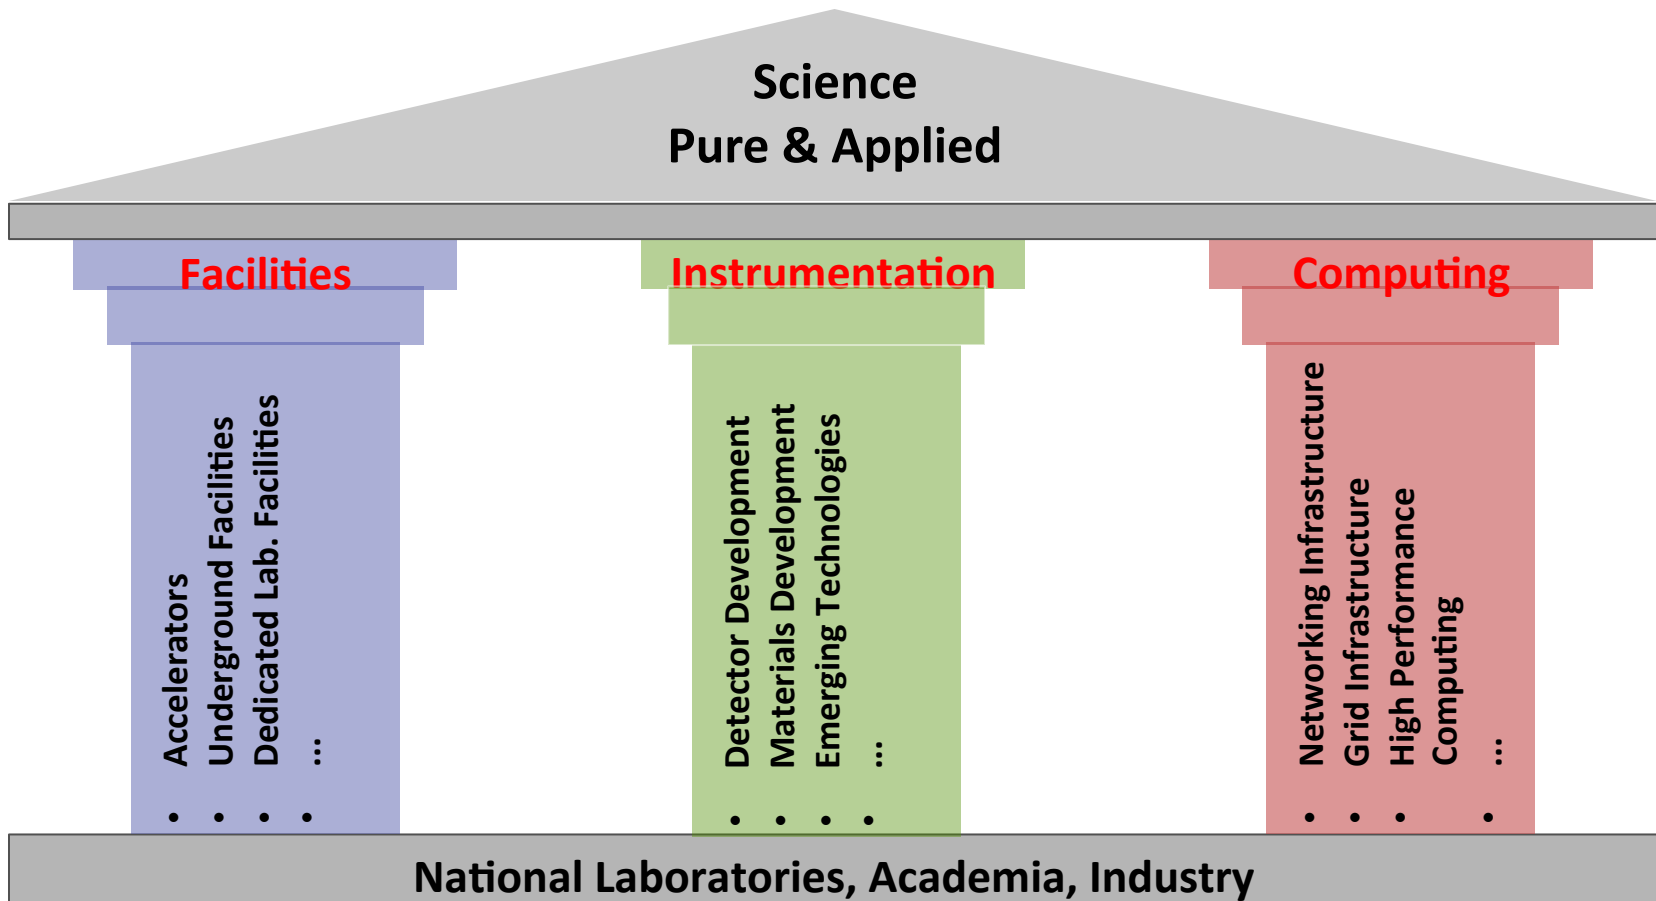 Science
Pure & Applied
Facilities
• Accelerators
• Underground Facilities
• Dedicated Lab. Facilities
• ...
Instrumentation
• Detector Development
• Materials Development
• Emerging Technologies
• ...
Computing
• Networking Infrastructure
• Grid Infrastructure
• High Performance
Computing
• ...
National Laboratories, Academia, Industry